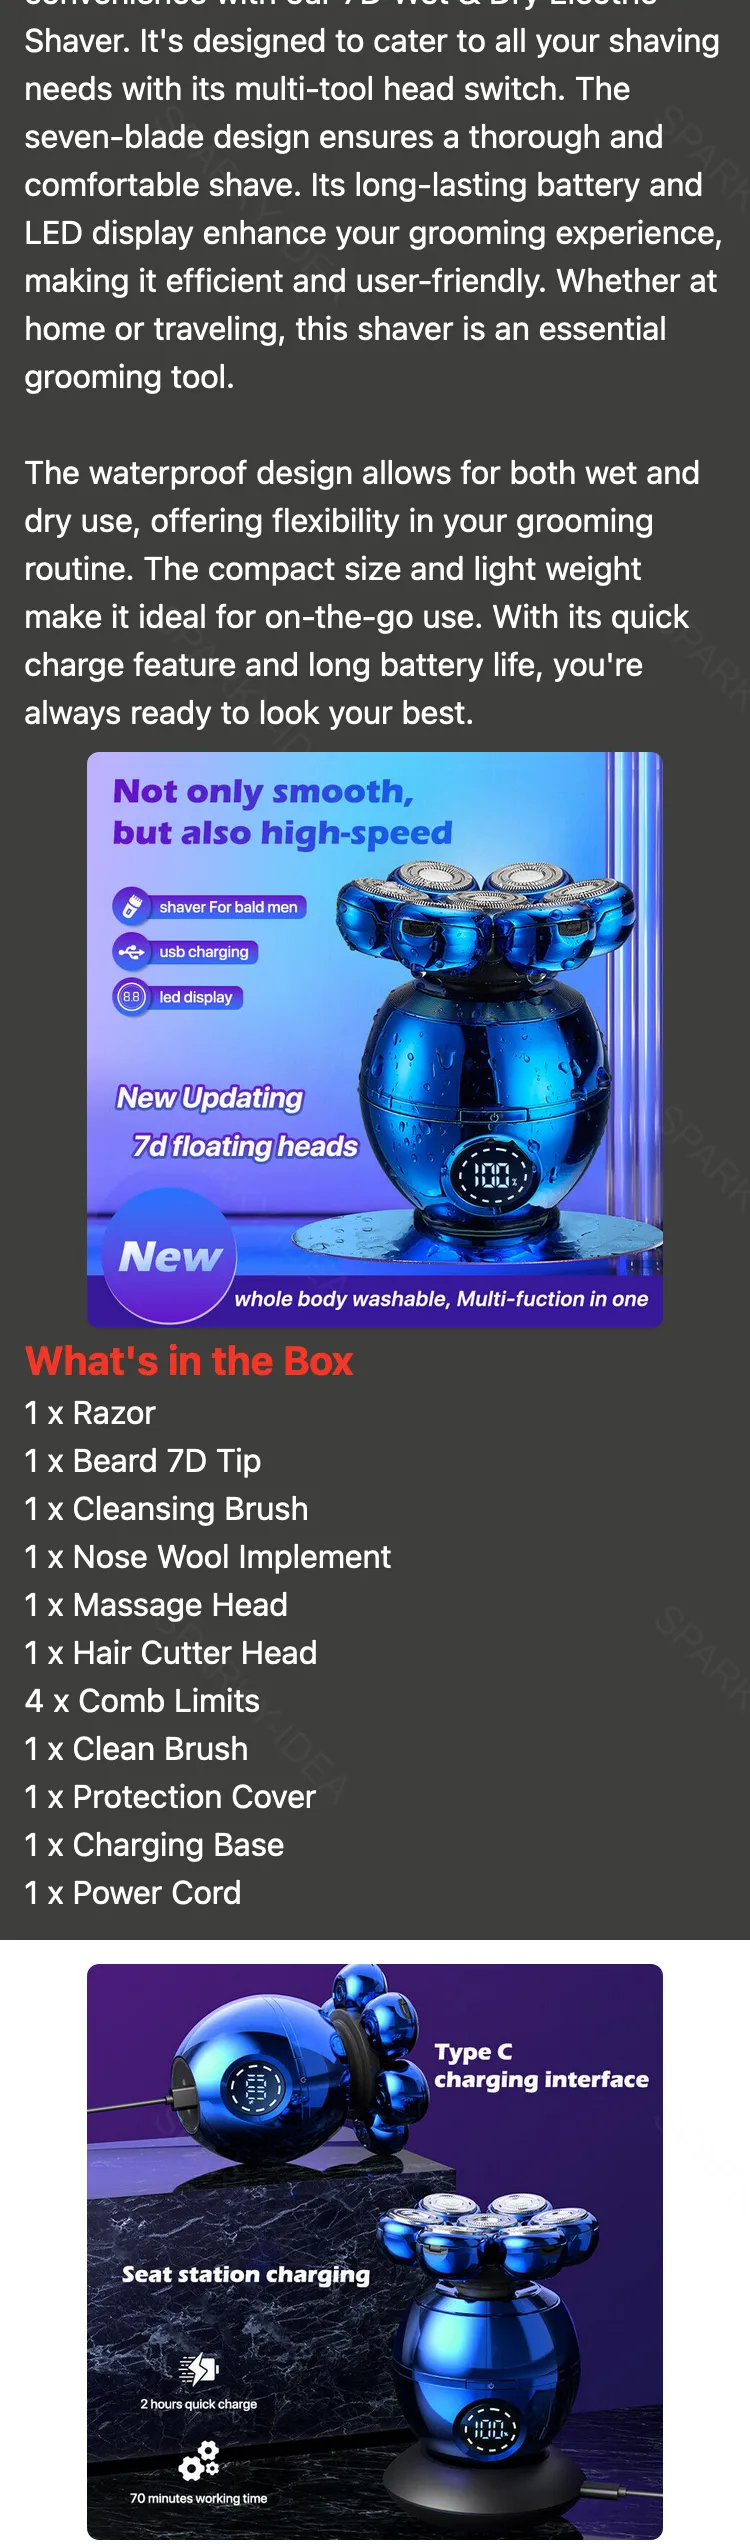 Shaver. It's designed to cater to all your shaving
needs with its multi-tool head switch. The
seven-blade design ensures a thorough and
comfortable shave. Its long-lasting battery and
LED display enhance your grooming experience,
making it efficient and user-friendly. Whether at
home or traveling, this shaver is an essential
grooming tool.
The waterproof design allows for both wet and
dry use, offering flexibility in your grooming
routine. The compact size and light weight
make it ideal for on-the-go use. With its quick
charge feature and long battery life, you're
always ready to look your best.
Not only smooth,
but also high-speed
shaver For bald men
usb charging
8.8 led display
New Updating
7d floating heads
100%
New
whole body washable, Multi-fuction in one
What's in the Box
1 x Razor
1 x Beard 7D Tip
1 x Cleansing Brush
1 x Nose Wool Implement
1 x Massage Head
1 x Hair Cutter Head
4 x Comb Limits
1 x Clean Brush
1 x Protection Cover
1 x Charging Base
1 x Power Cord
Type C
charging interface
100%
Seat station charging
2 hours quick charge
100%
70 minutes working time